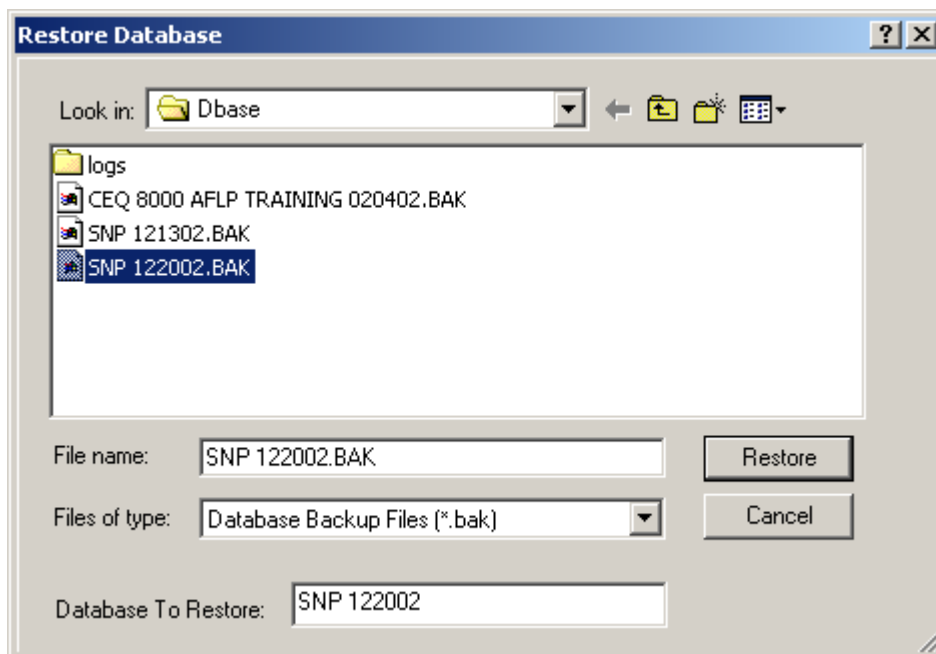 Restore Database
Look in: Dbase
logs
CEQ 8000 AFLP TRAINING 020402.BAK
SNP 121302.BAK
SNP 122002.BAK
File name: SNP 122002.BAK Restore
Files of type: Database Backup Files (*.bak) Cancel
Database To Restore: SNP 122002